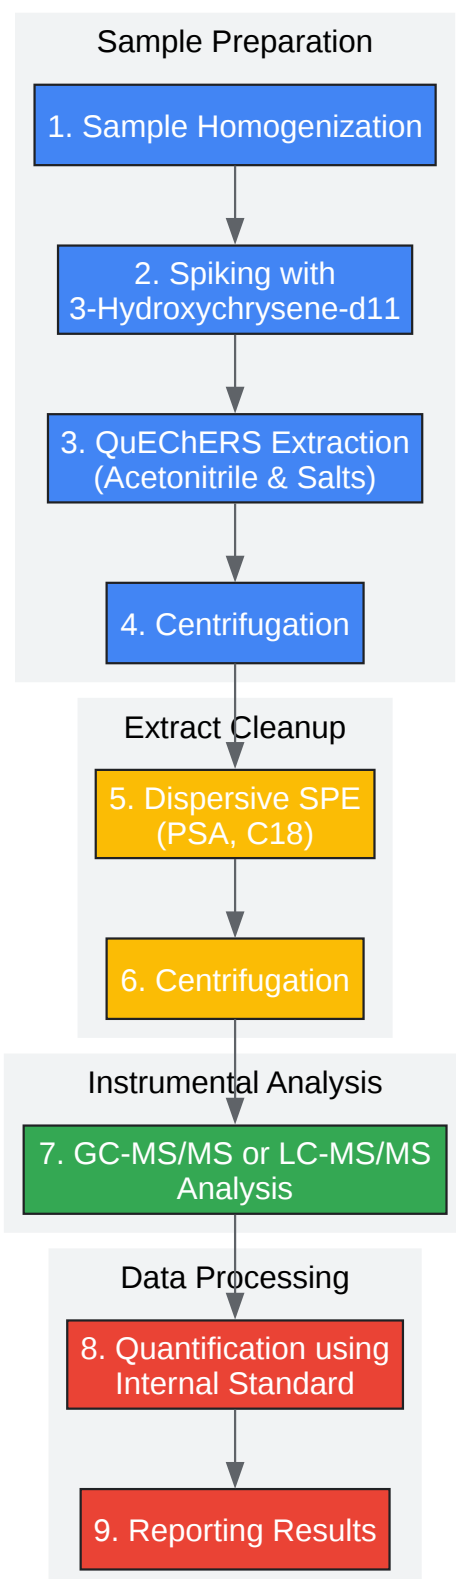 Sample Preparation
1. Sample Homogenization
2. Spiking with
3-Hydroxychrysene-d11
3. QuEChERS Extraction
(Acetonitrile & Salts)
4. Centrifugation
Extract Cleanup
5. Dispersive SPE
(PSA, C18)
6. Centrifugation
Instrumental Analysis
7. GC-MS/MS or LC-MS/MS
Analysis
Data Processing
8. Quantification using
Internal Standard
9. Reporting Results